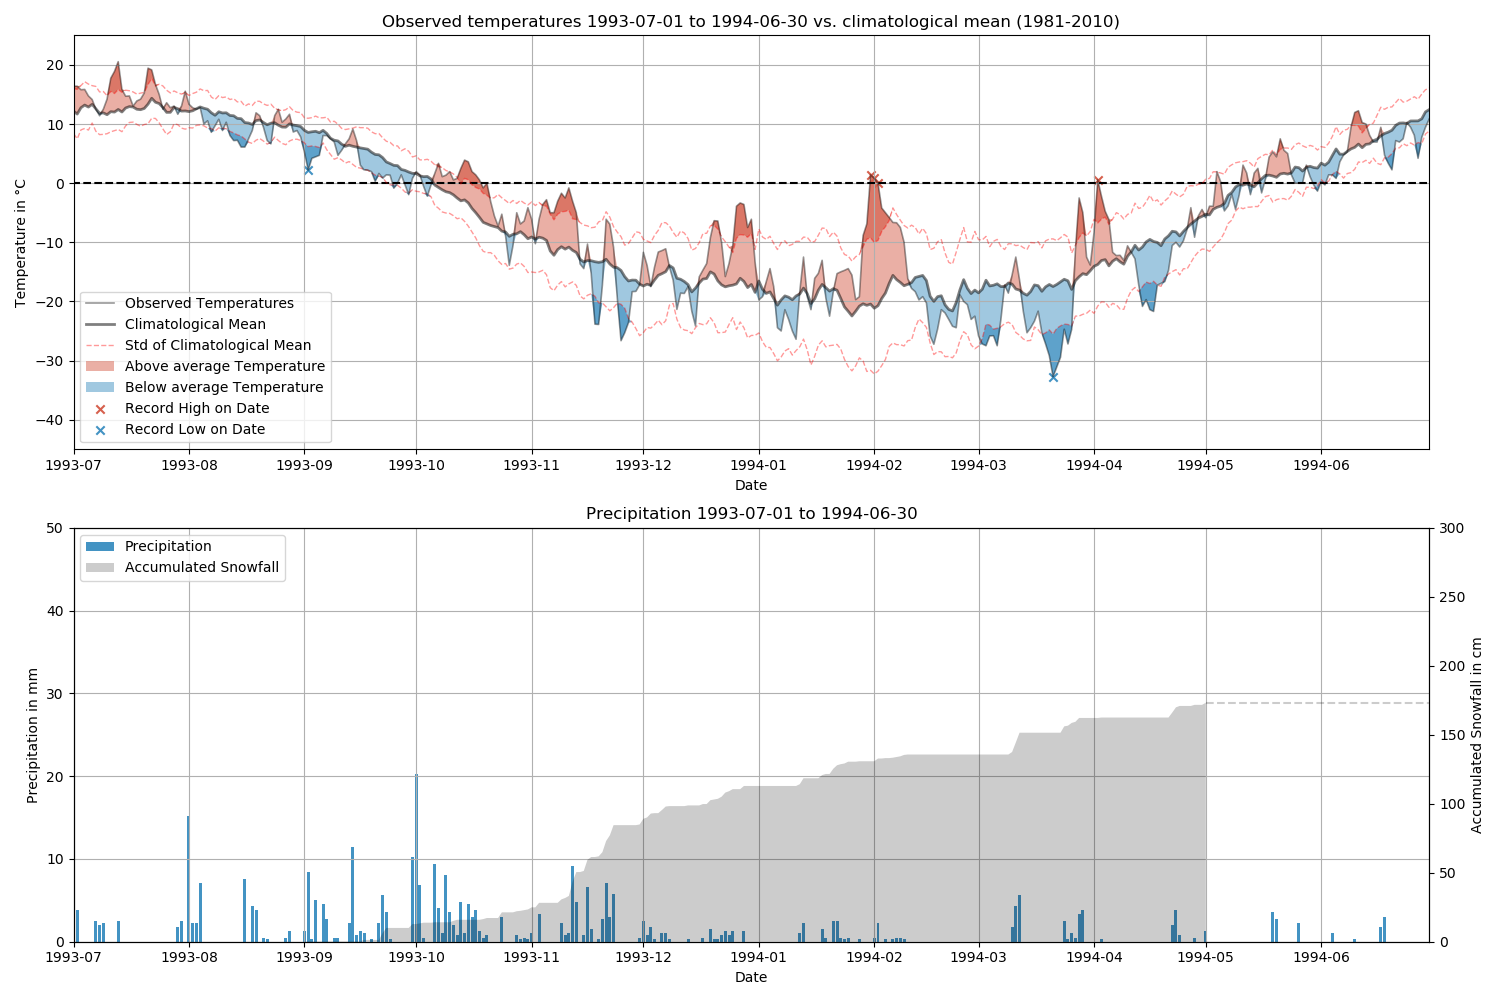 Observed temperatures 1993-07-01 to 1994-06-30 vs. climatological mean (1981-2010)
Temperature in °C
20
10
0
−10
−20
−30
−40
Observed Temperatures
Climatological Mean
Std of Climatological Mean
Above average Temperature
Below average Temperature
Record High on Date
Record Low on Date
1993-07 1993-08 1993-09 1993-10 1993-11 1993-12 1994-01 1994-02 1994-03 1994-04 1994-05 1994-06
Date
Precipitation 1993-07-01 to 1994-06-30
Precipitation in mm
50
40
30
20
10
0
Precipitation
Accumulated Snowfall
300
250
200
150
100
50
0
Accumulated Snowfall in cm
1993-07 1993-08 1993-09 1993-10 1993-11 1993-12 1994-01 1994-02 1994-03 1994-04 1994-05 1994-06
Date